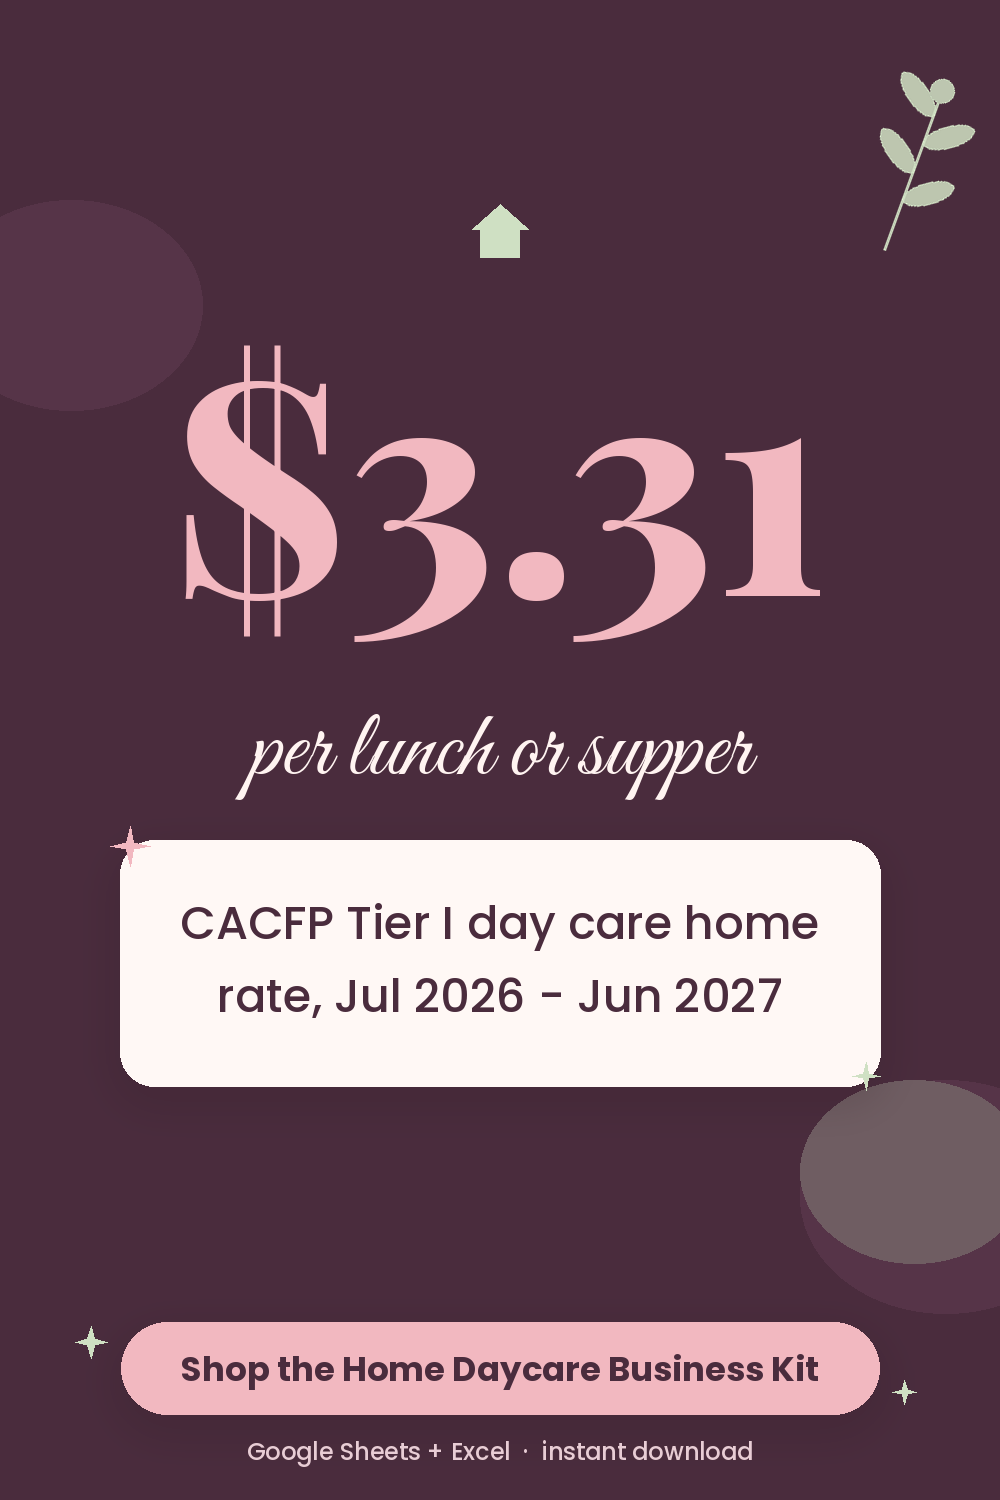 $3.31
per lunch or supper
CACFP Tier I day care home
rate, Jul 2026 - Jun 2027
Shop the Home Daycare Business Kit
Google Sheets + Excel · instant download